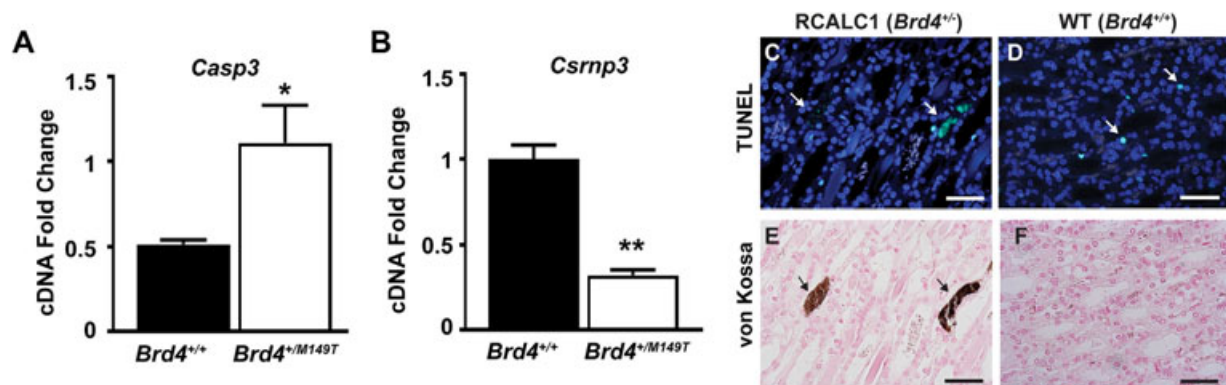 A
Casp3
cDNA Fold Change
1.5
1
0.5
0
*
Brd4+/+
Brd4+/M149T
B
Csrnp3
cDNA Fold Change
1.5
1
0.5
0
**
Brd4+/+
Brd4+/M149T
RCALC1 (Brd4+/-)
WT (Brd4+/+)
TUNEL
C
D
von Kossa
E
F